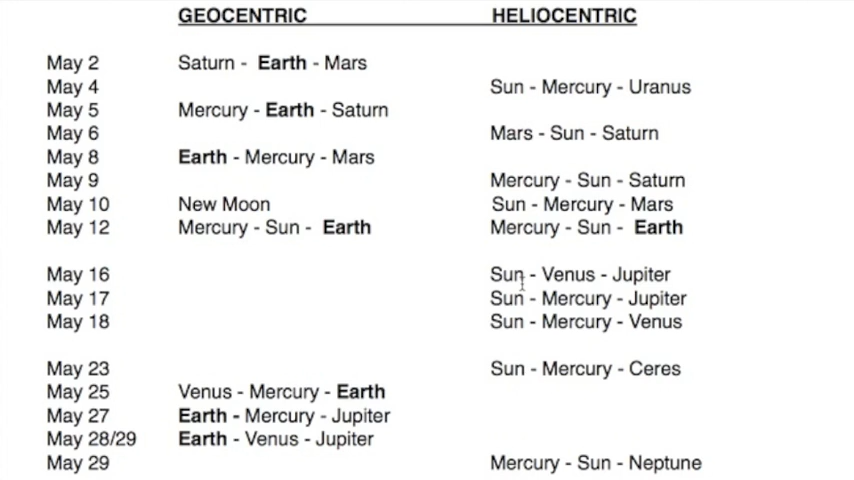 GEOCENTRIC HELIOCENTRIC
May 2 Saturn - Earth - Mars
May 4 Sun - Mercury - Uranus
May 5 Mercury - Earth - Saturn
May 6 Mars - Sun - Saturn
May 8 Earth - Mercury - Mars
May 9 Mercury - Sun - Saturn
May 10 New Moon Sun - Mercury - Mars
May 12 Mercury - Sun - Earth Mercury - Sun - Earth
May 16 Sun - Venus - Jupiter
May 17 Sun - Mercury - Jupiter
May 18 Sun - Mercury - Venus
May 23 Sun - Mercury - Ceres
May 25 Venus - Mercury - Earth
May 27 Earth - Mercury - Jupiter
May 28/29 Earth - Venus - Jupiter
May 29 Mercury - Sun - Neptune